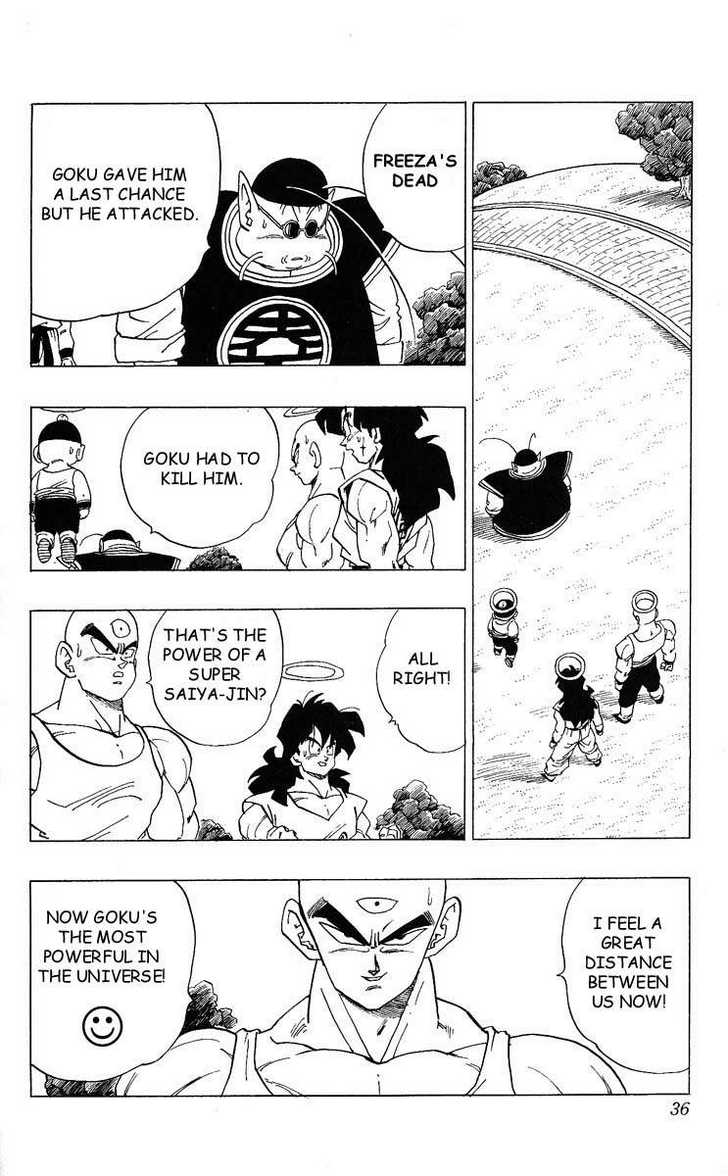 FREEZA'S
DEAD
GOKU GAVE HIM
A LAST CHANCE
BUT HE ATTACKED.
GOKU HAD TO
KILL HIM.
ALL
RIGHT!
THAT'S THE
POWER OF A
SUPER
SAIYA-JIN?
I FEEL A
GREAT
DISTANCE
BETWEEN
US NOW!
NOW GOKU'S
THE MOST
POWERFUL IN
THE UNIVERSE!
36